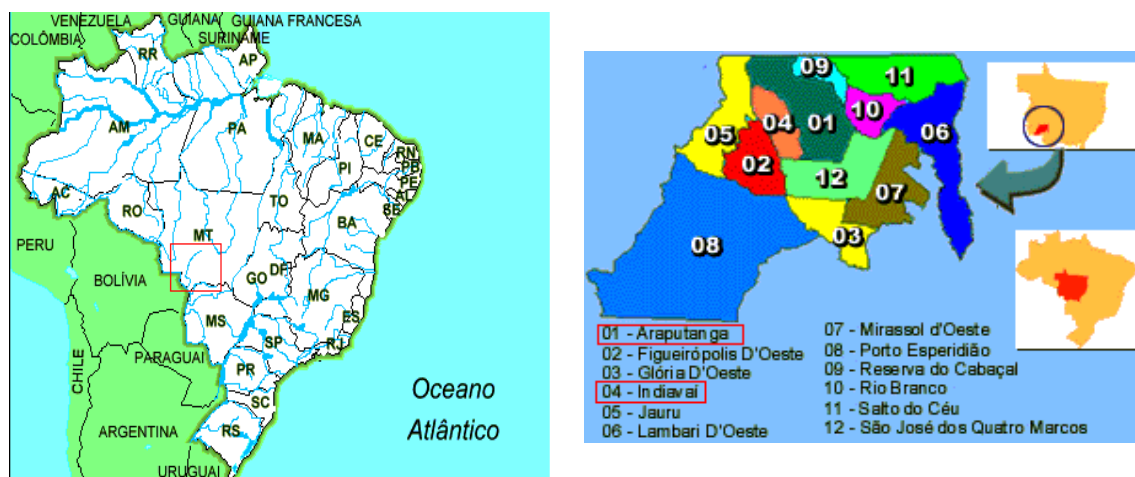 VENEZUELA
GUIANA
GUIANA FRANCESA
SURINAME
COLÔMBIA
RR
AP
AM
PA
MA
CE
RN
PB
PE
AL
SE
PI
AC
RO
TO
BA
MT
PERU
BOLÍVIA
GO
DF
MG
ES
MS
SP
RJ
PARAGUAI
CHILE
PR
SC
RS
ARGENTINA
URUGUAI
Oceano
Atlântico
09
11
10
04
01
06
05
02
12
07
08
03
01 - Araputanga
02 - Figueirópolis D'Oeste
03 - Glória D'Oeste
04 - Indiavaí
05 - Jauru
06 - Lambari D'Oeste
07 - Mirassol d'Oeste
08 - Porto Esperidião
09 - Reserva do Cabaçal
10 - Rio Branco
11 - Salto do Céu
12 - São José dos Quatro Marcos